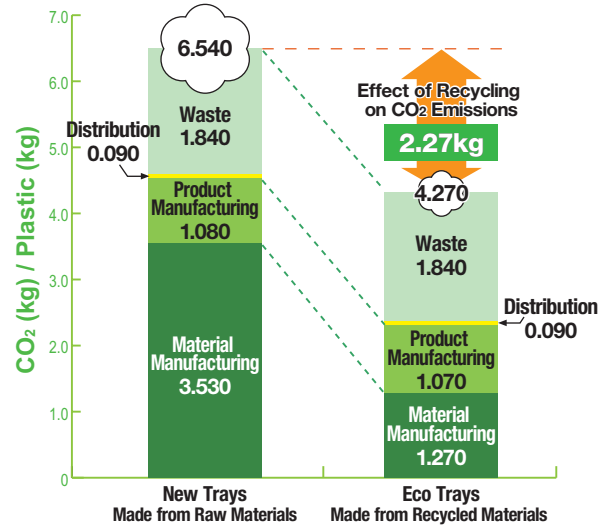 CO₂ (kg) / Plastic (kg)
7.0
6.0
5.0
4.0
3.0
2.0
1.0
0
6.540
Waste
1.840
Distribution
0.090
Product
Manufacturing
1.080
Material
Manufacturing
3.530
New Trays
Made from Raw Materials
Effect of Recycling
on CO₂ Emissions
2.27kg
4.270
Waste
1.840
Distribution
0.090
Product
Manufacturing
1.070
Material
Manufacturing
1.270
Eco Trays
Made from Recycled Materials